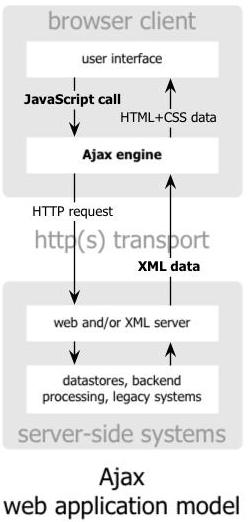 browser client
user interface
JavaScript call
HTML+CSS data
Ajax engine
HTTP request
http(s) transport
XML data
web and/or XML server
datastores, backend
processing, legacy systems
server-side systems
Ajax
web application model